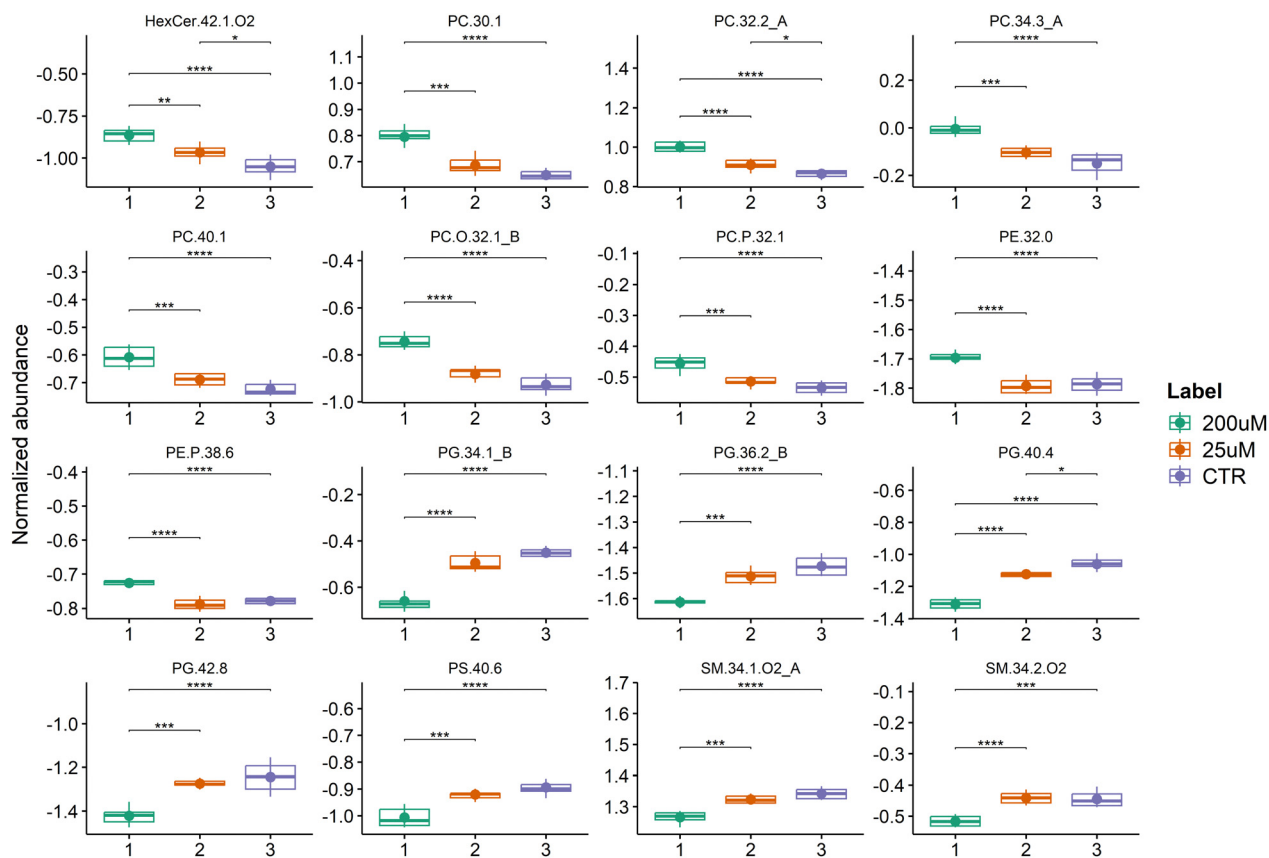 HexCer.42.1.O2 PC.30.1 PC.32.2_A PC.34.3_A
* **** * ****
**** *** **** ***
** ****
-0.50 -0.75 -1.00
1.1 1.0 0.9 0.8 0.7
1.4 1.2 1.0 0.8
0.2 0.0 -0.2
1 2 3 1 2 3 1 2 3 1 2 3
PC.40.1 PC.O.32.1_B PC.P.32.1 PE.32.0
**** **** **** ****
*** **** *** ****
-0.3 -0.4 -0.5 -0.6 -0.7
-0.4 -0.6 -0.8 -1.0
-0.1 -0.2 -0.3 -0.4 -0.5
-1.4 -1.5 -1.6 -1.7 -1.8
1 2 3 1 2 3 1 2 3 1 2 3
Normalized abundance
Label
200uM
25uM
CTR
PE.P.38.6 PG.34.1_B PG.36.2_B PG.40.4
**** **** **** *
**** **** *** ****
****
-0.4 -0.5 -0.6 -0.7 -0.8
-0.2 -0.4 -0.6
-1.1 -1.2 -1.3 -1.4 -1.5 -1.6
-0.6 -0.8 -1.0 -1.2 -1.4
1 2 3 1 2 3 1 2 3 1 2 3
PG.42.8 PS.40.6 SM.34.1.O2_A SM.34.2.O2
**** **** **** ***
*** *** *** ****
-1.0 -1.2 -1.4
-0.6 -0.7 -0.8 -0.9 -1.0
1.7 1.6 1.5 1.4 1.3
-0.1 -0.2 -0.3 -0.4 -0.5
1 2 3 1 2 3 1 2 3 1 2 3